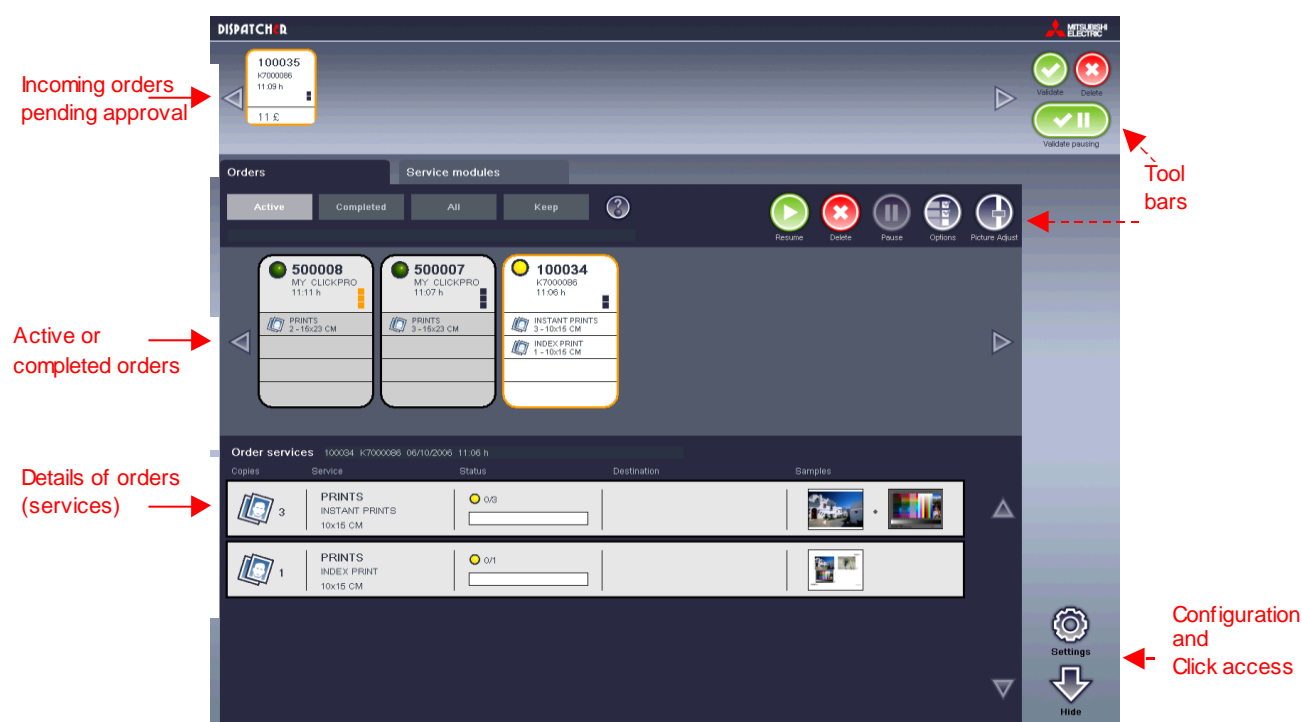 DISPATCHER
MITSUBISHI
ELECTRIC
Incoming orders
pending approval
100035
K7000086
11:09 h
11 £
Validate
Delete
Validate pausing
Tool
bars
Orders
Service modules
Active
Completed
All
Keep
?
Resume
Delete
Pause
Options
Picture Adjust
Active or
completed orders
500008
MY CLICKPRO
11:11 h
PRINTS
2 - 15x23 CM
500007
MY CLICKPRO
11:07 h
PRINTS
3 - 15x23 CM
100034
K7000086
11:06 h
INSTANT PRINTS
3 - 10x15 CM
INDEX PRINT
1 - 10x15 CM
Details of orders
(services)
Order services 100034 K7000086 06/10/2006 11:06 h
Copies Service Status Destination Samples
3
PRINTS
INSTANT PRINTS
10x15 CM
0/3
+
1
PRINTS
INDEX PRINT
10x15 CM
0/1
Configuration
and
Click access
Settings
Hide